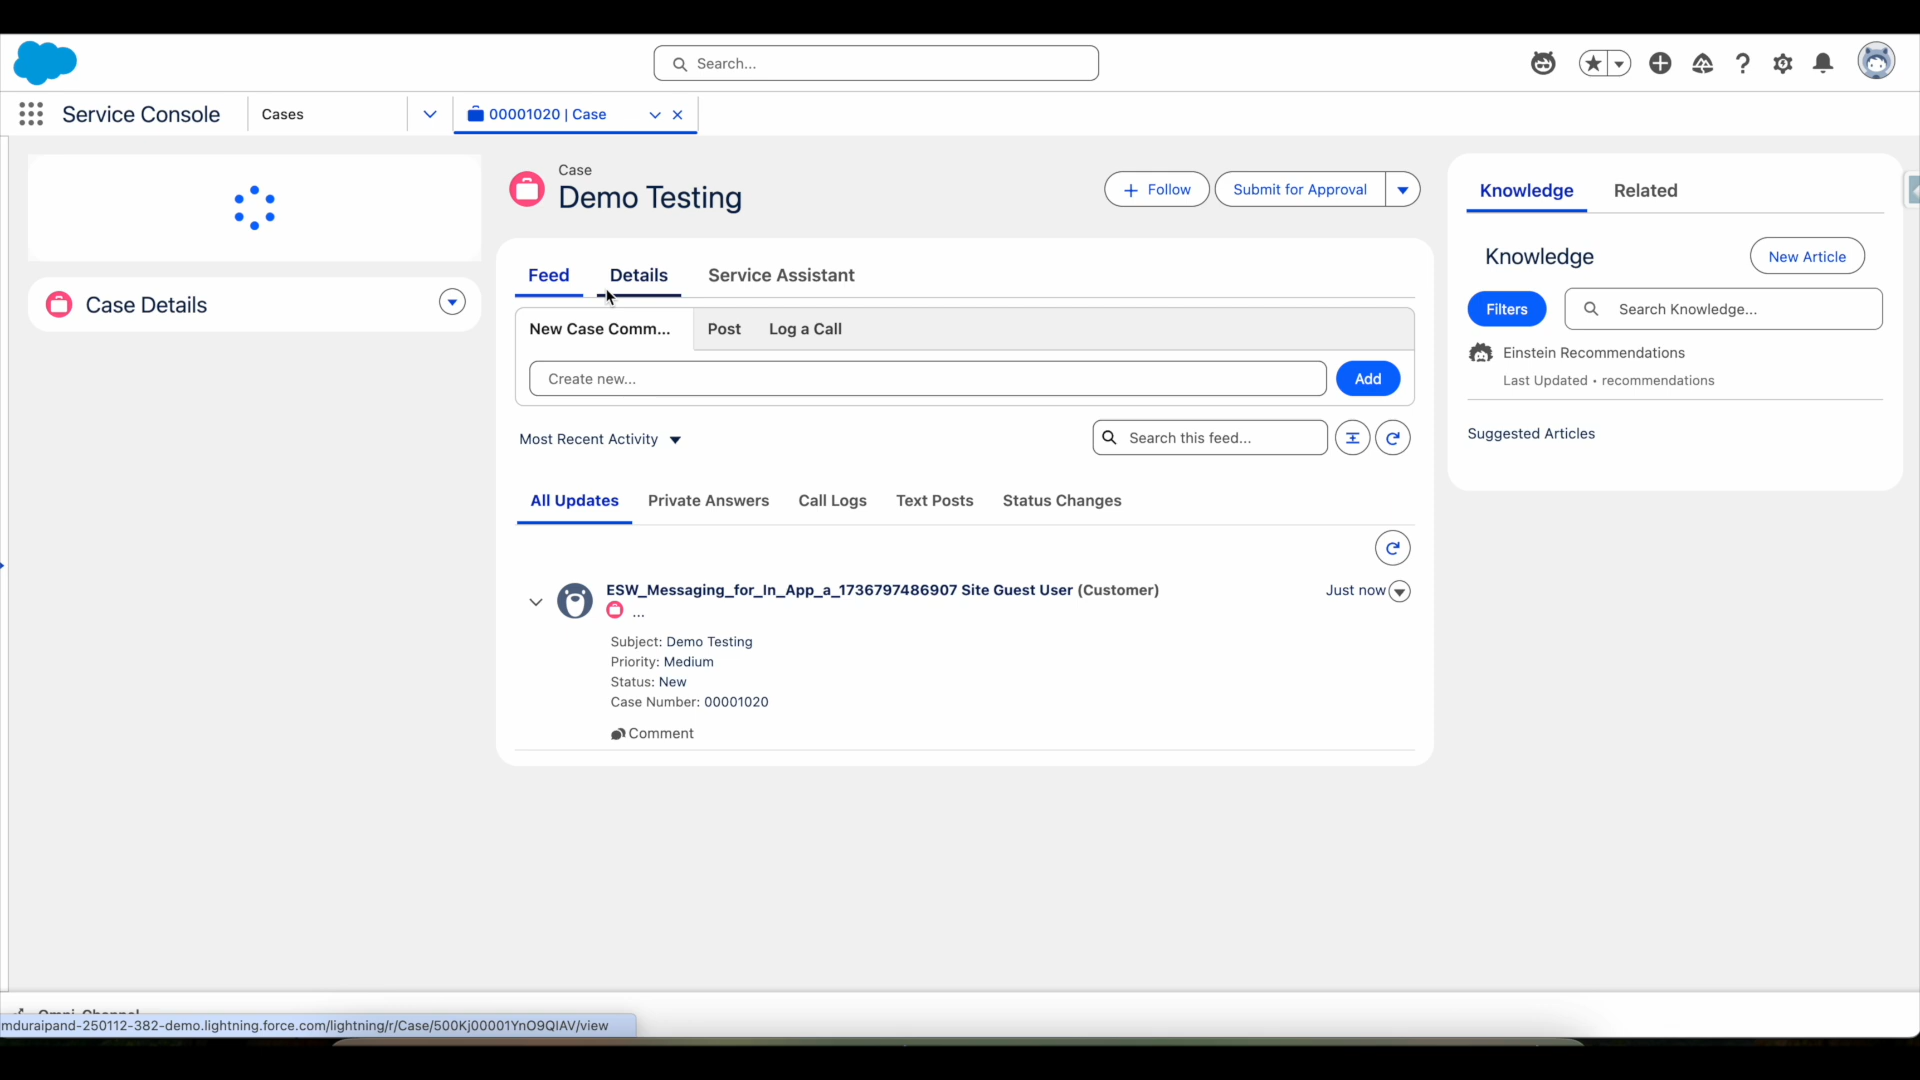 Search...
Service Console
Cases
00001020 | Case
Case
Demo Testing
Follow
Submit for Approval
Case Details
Feed
Details
Service Assistant
New Case Comm...
Post
Log a Call
Create new...
Add
Most Recent Activity
Search this feed...
All Updates
Private Answers
Call Logs
Text Posts
Status Changes
ESW_Messaging_for_In_App_a_1736797486907 Site Guest User (Customer)
Just now
...
Subject: Demo Testing
Priority: Medium
Status: New
Case Number: 00001020
Comment
Knowledge
Related
Knowledge
New Article
Filters
Search Knowledge...
Einstein Recommendations
Last Updated • recommendations
Suggested Articles
Omni-Channel
mduraipand-250112-382-demo.lightning.force.com/lightning/r/Case/500Kj00001YnO9QIAV/view